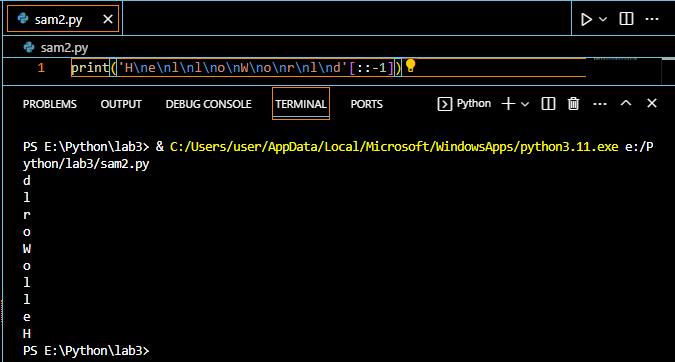 sam2.py
sam2.py
1 print('H\ne\nl\nl\no\nW\no\nr\nl\nd'[::-1])
PROBLEMS OUTPUT DEBUG CONSOLE TERMINAL PORTS Python
PS E:\Python\lab3> & C:/Users/user/AppData/Local/Microsoft/WindowsApps/python3.11.exe e:/P
ython/lab3/sam2.py
d
l
r
o
W
o
l
l
e
H
PS E:\Python\lab3>